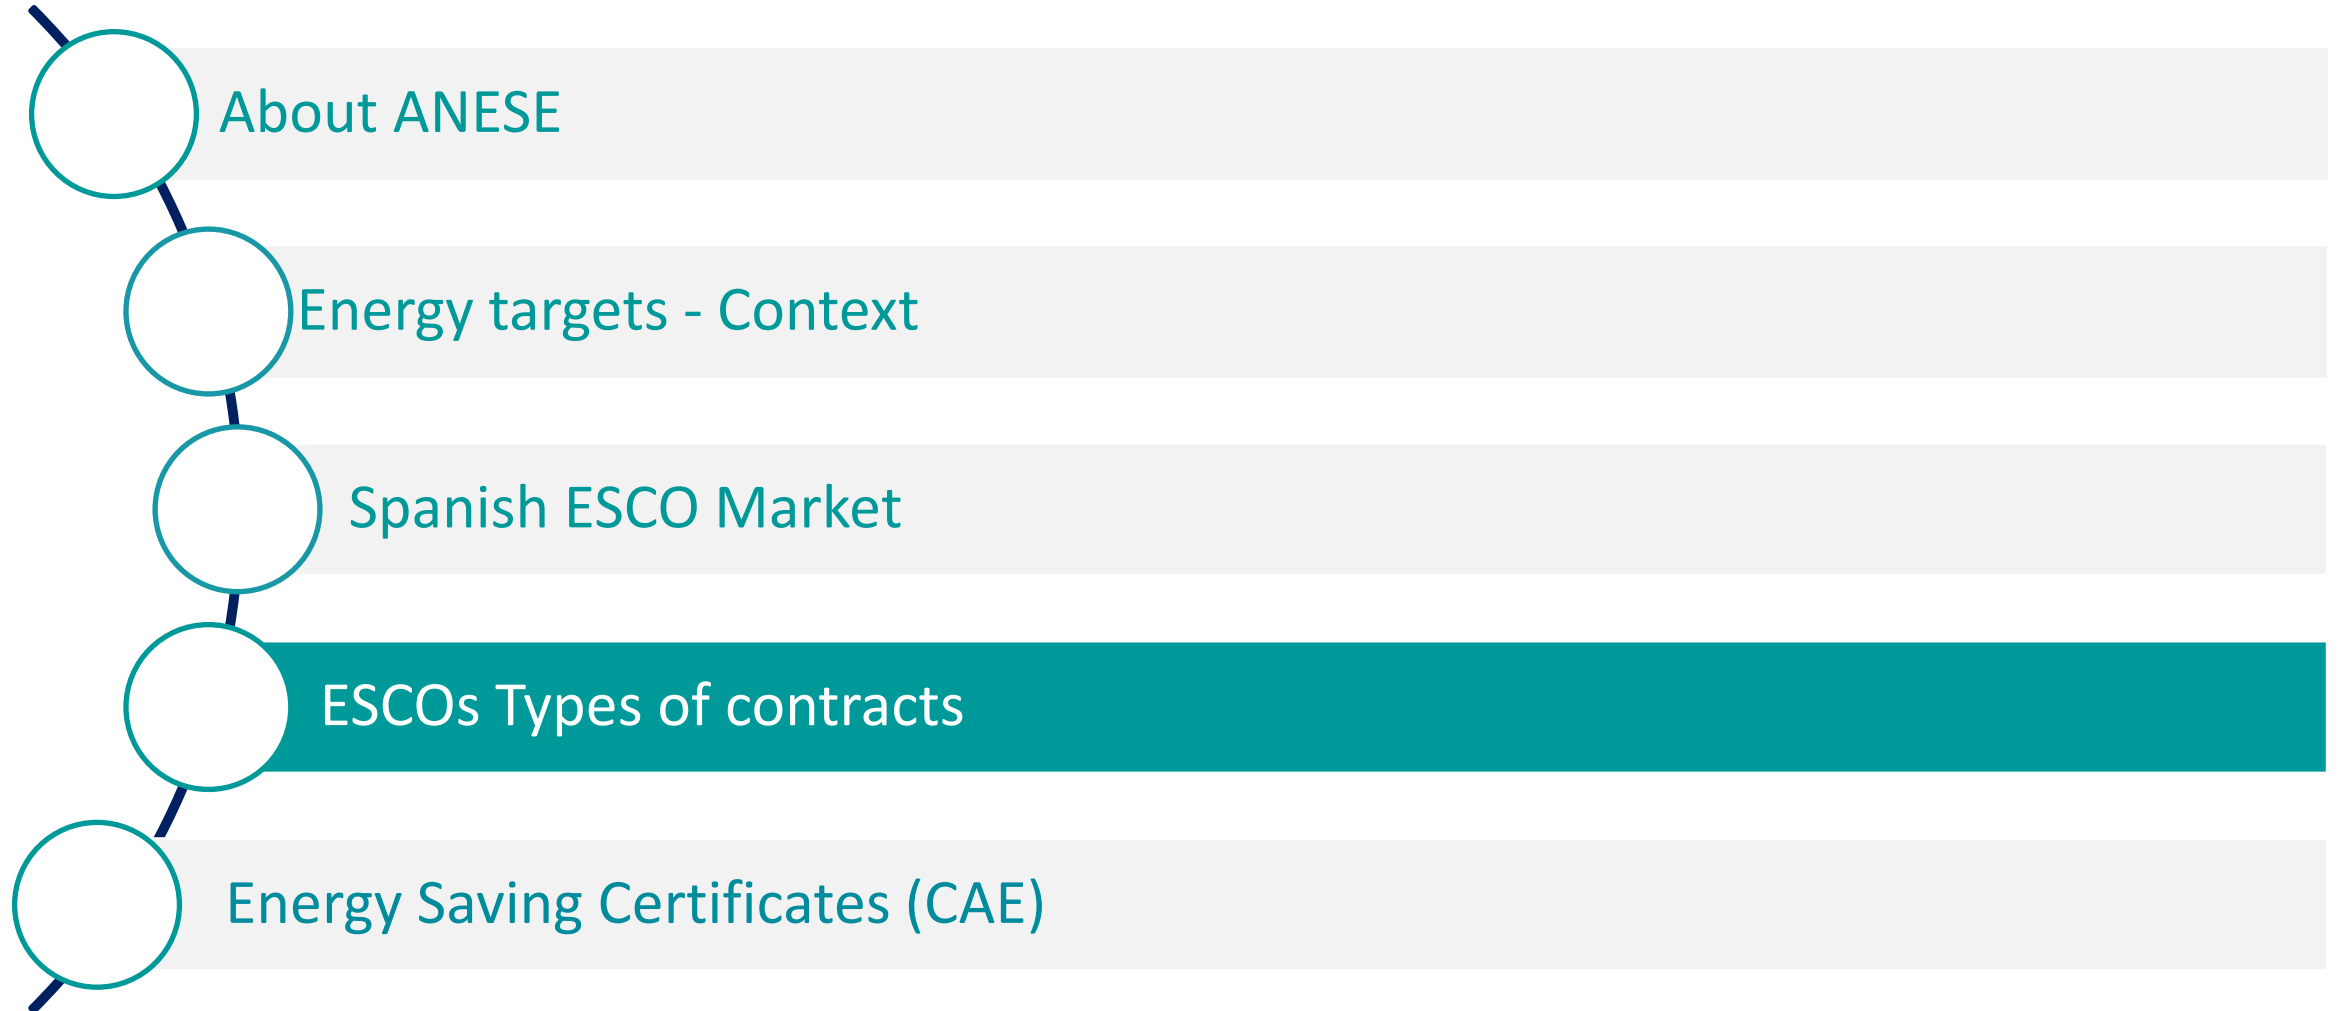 About ANESE
Energy targets - Context
Spanish ESCO Market
ESCOs Types of contracts
Energy Saving Certificates (CAE)